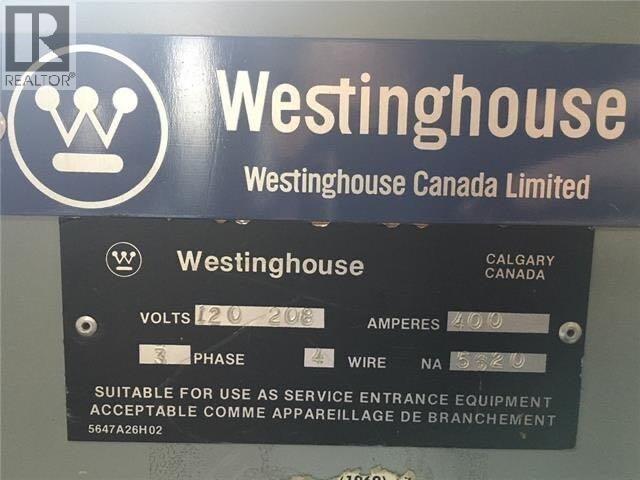 R
REALTOR®
Westinghouse
Westinghouse Canada Limited
Westinghouse
CALGARY
CANADA
VOLTS 120 208 AMPERES 400
3 PHASE 4 WIRE NA 5620
SUITABLE FOR USE AS SERVICE ENTRANCE EQUIPMENT
ACCEPTABLE COMME APPAREILLAGE DE BRANCHEMENT
5647A26H02